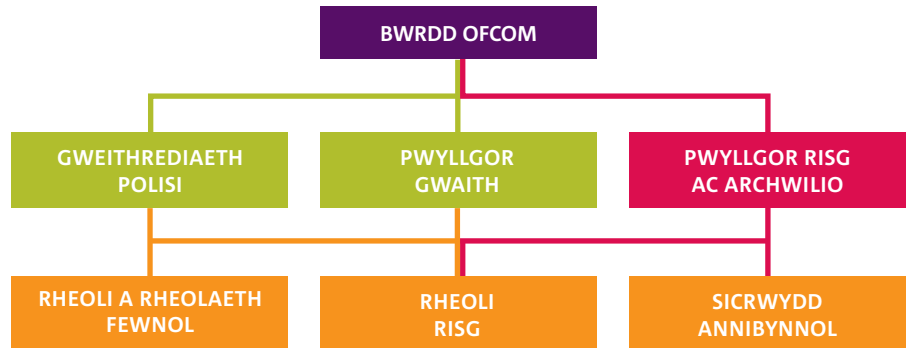 BWRDD OFCOM
GWEITHREDIAETH
POLISI
PWYLLGOR
GWAITH
PWYLLGOR RISG
AC ARCHWILIO
RHEOLI A RHEOLAETH
FEWNOL
RHEOLI
RISG
SICRWYDD
ANNIBYNNOL